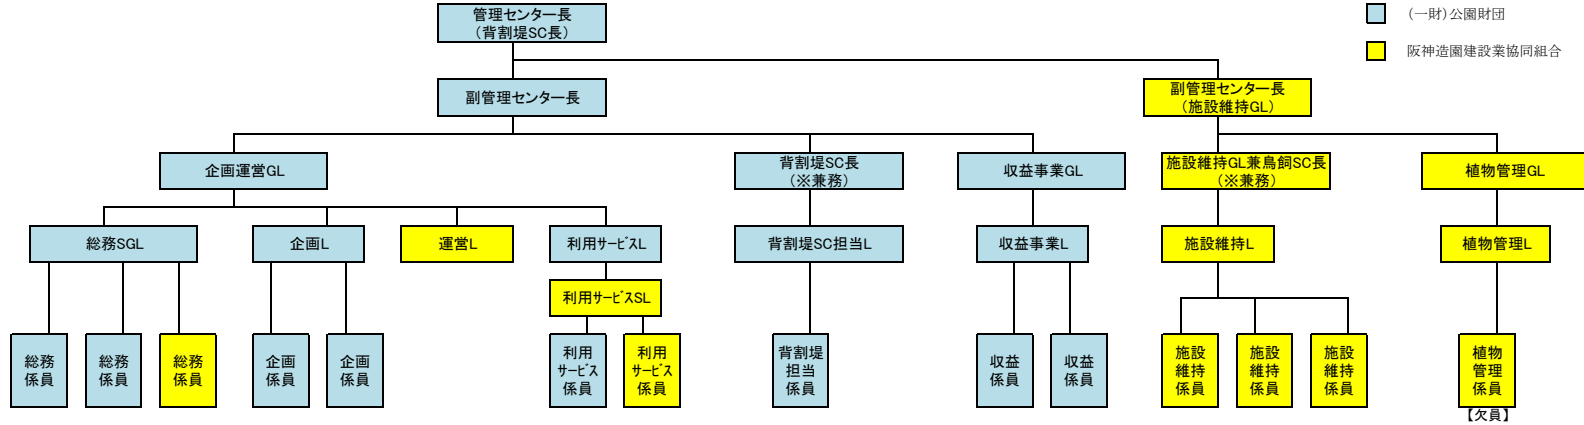 管理センター長
（背割堤SC長）
(一財)公園財団
阪神造園建設業協同組合
副管理センター長
副管理センター長
（施設維持GL）
企画運営GL
背割堤SC長
（※兼務）
収益事業GL
施設維持GL兼鳥飼SC長
（※兼務）
植物管理GL
総務SGL
企画L
運営L
利用サービスL
背割堤SC担当L
収益事業L
施設維持L
植物管理L
利用サービスSL
総務
係員
総務
係員
総務
係員
企画
係員
企画
係員
利用
サービス
係員
利用
サービス
係員
背割堤
担当
係員
収益
係員
収益
係員
施設
維持
係員
施設
維持
係員
施設
維持
係員
植物
管理
係員
【欠員】